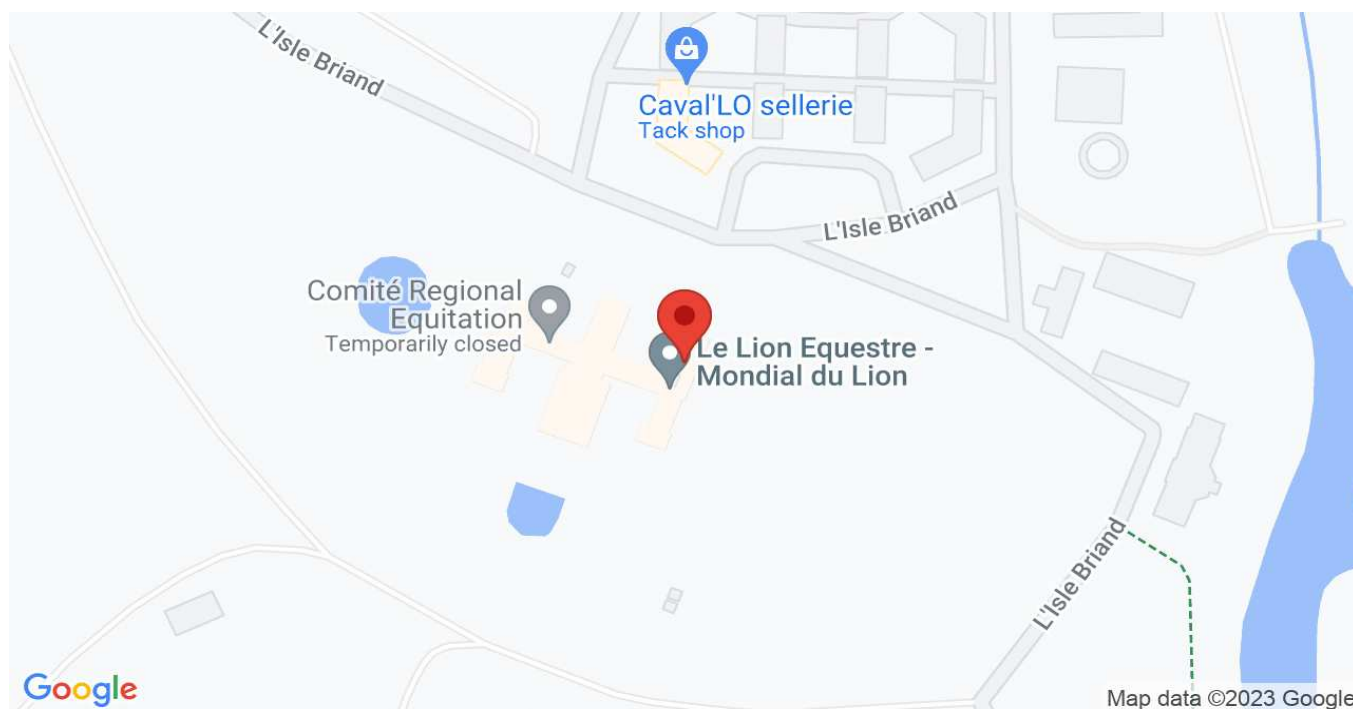 L'Isle Briand
Caval'LO sellerie
Tack shop
L'Isle Briand
Comité Regional
Equitation
Temporarily closed
Le Lion Equestre -
Mondial du Lion
L'Isle Briand
Google
Map data ©2023 Google